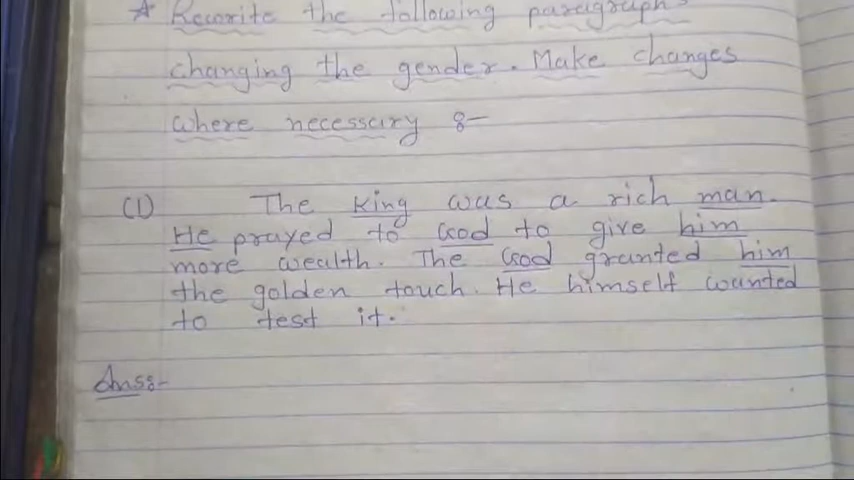 ☆ Rewrite the following paragraph
changing the gender. Make changes
where necessary :-
(1) The King was a rich man.
He prayed to God to give him
more wealth. The God granted him
the golden touch. He himself wanted
to test it.
Ans:-